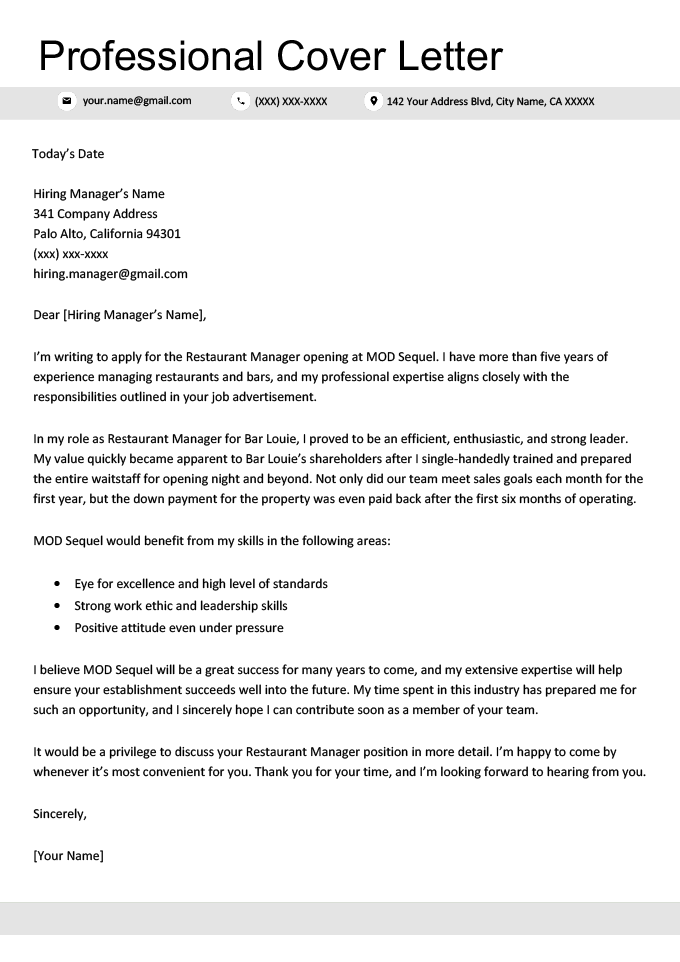 Professional Cover Letter
your.name@gmail.com (XXX) XXX-XXXX 142 Your Address Blvd, City Name, CA XXXXX
Today’s Date
Hiring Manager’s Name
341 Company Address
Palo Alto, California 94301
(xxx) xxx-xxxx
hiring.manager@gmail.com
Dear [Hiring Manager’s Name],
I’m writing to apply for the Restaurant Manager opening at MOD Sequel. I have more than five years of
experience managing restaurants and bars, and my professional expertise aligns closely with the
responsibilities outlined in your job advertisement.
In my role as Restaurant Manager for Bar Louie, I proved to be an efficient, enthusiastic, and strong leader.
My value quickly became apparent to Bar Louie’s shareholders after I single-handedly trained and prepared
the entire waitstaff for opening night and beyond. Not only did our team meet sales goals each month for the
first year, but the down payment for the property was even paid back after the first six months of operating.
MOD Sequel would benefit from my skills in the following areas:
• Eye for excellence and high level of standards
• Strong work ethic and leadership skills
• Positive attitude even under pressure
I believe MOD Sequel will be a great success for many years to come, and my extensive expertise will help
ensure your establishment succeeds well into the future. My time spent in this industry has prepared me for
such an opportunity, and I sincerely hope I can contribute soon as a member of your team.
It would be a privilege to discuss your Restaurant Manager position in more detail. I’m happy to come by
whenever it’s most convenient for you. Thank you for your time, and I’m looking forward to hearing from you.
Sincerely,
[Your Name]